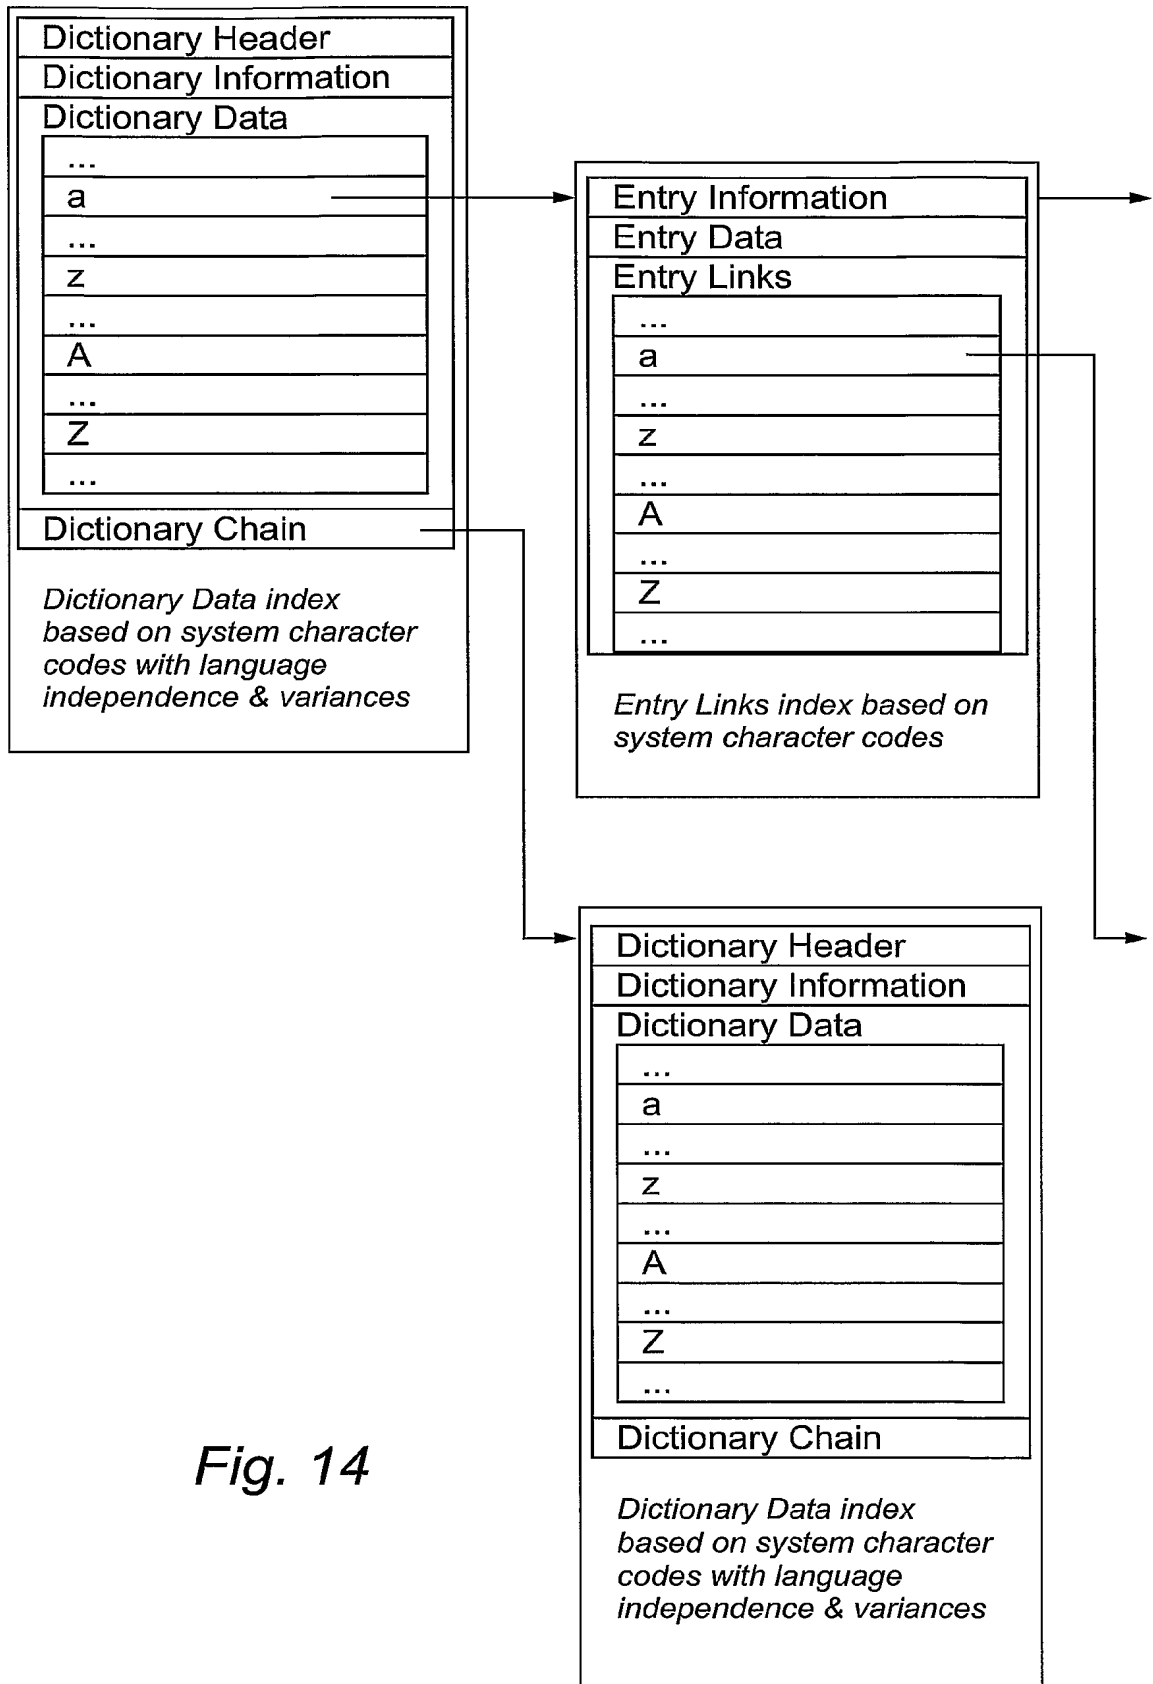 Dictionary Header
Dictionary Information
Dictionary Data
...
a
...
z
...
A
...
Z
...
Dictionary Chain
Dictionary Data index
based on system character
codes with language
independence & variances
Entry Information
Entry Data
Entry Links
...
a
...
z
...
A
...
Z
...
Entry Links index based on
system character codes
Dictionary Header
Dictionary Information
Dictionary Data
...
a
...
z
...
A
...
Z
...
Dictionary Chain
Dictionary Data index
based on system character
codes with language
independence & variances
Fig. 14